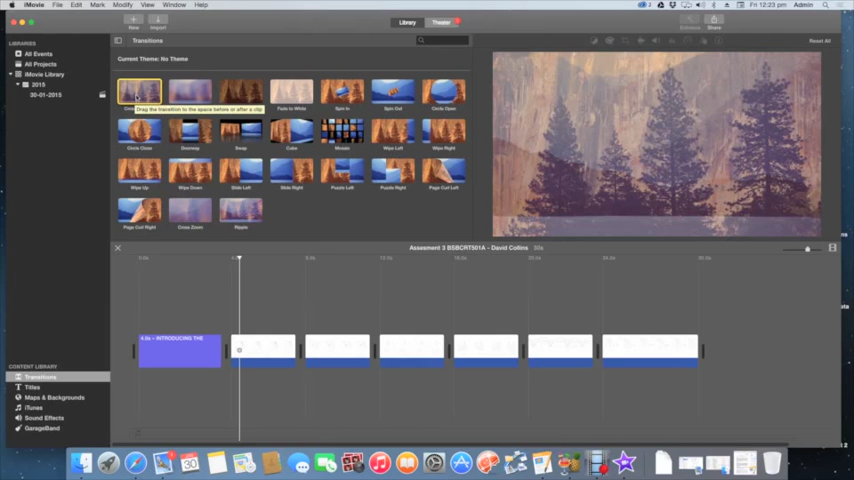 iMovie File Edit Mark Modify View Window Help
2
Fri 12:23 pm Admin
New
Import
Library
Theater
Enhance
Share
LIBRARIES
All Events
All Projects
iMovie Library
2015
30-01-2015
Transitions
Reset All
Current Theme: No Theme
Fade to White
Spin In
Spin Out
Circle Open
Drag the transition to the space before or after a clip
Circle Close
Doorway
Swap
Cube
Mosaic
Wipe Left
Wipe Right
Wipe Up
Wipe Down
Slide Left
Slide Right
Puzzle Left
Puzzle Right
Page Curl Left
Page Curl Right
Cross Zoom
Ripple
Assesment 3 BSBCRT501A - David Collins 30s
4.0s – INTRODUCING THE
CONTENT LIBRARY
Transitions
Titles
Maps & Backgrounds
iTunes
Sound Effects
GarageBand
30